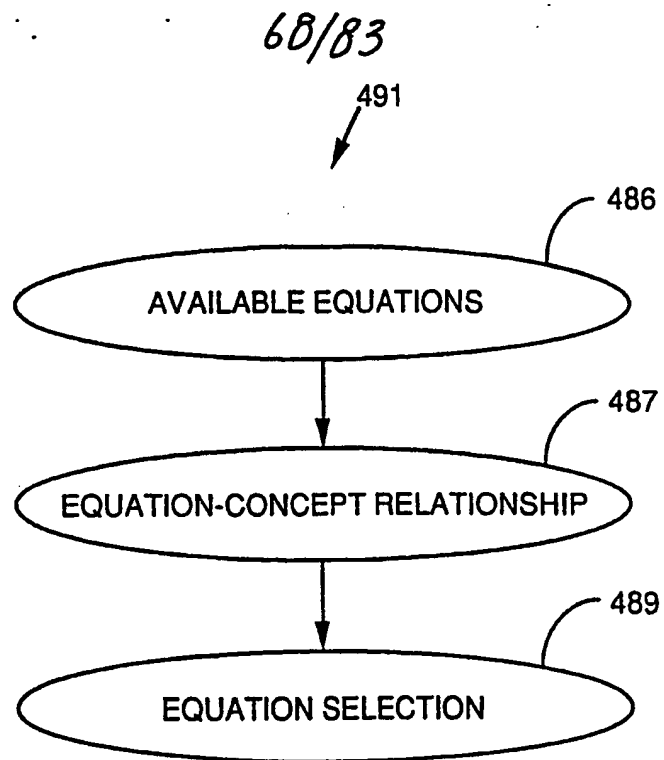 68/83
491
486
AVAILABLE EQUATIONS
487
EQUATION-CONCEPT RELATIONSHIP
489
EQUATION SELECTION